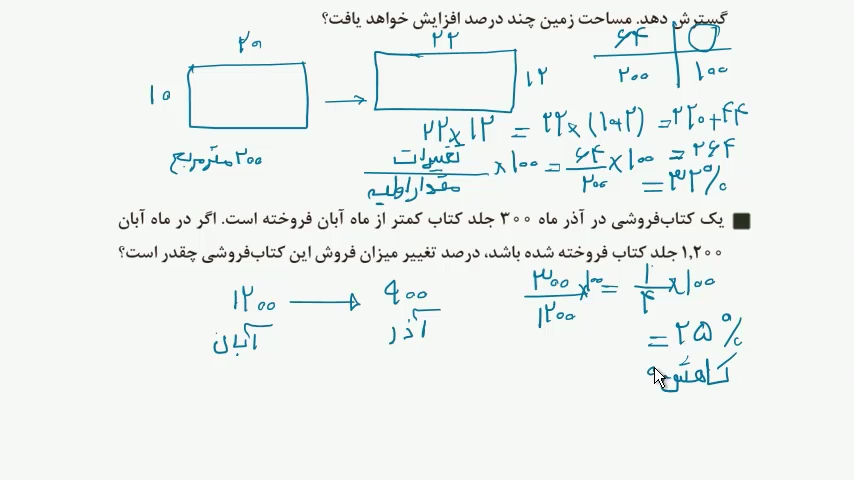 گسترش دهد. مساحت زمین چند درصد افزایش خواهد یافت؟
۲۰
۱۰
۲۰۰ مترمربع
۲۲
۱۲
۶۴
۲۰۰ ۱۰۰
۲۲×۱۲ = ۲۲×(۱۰+۲) = ۲۲۰+۴۴
= ۲۶۴
تغییرات
مقدار اولیه
×۱۰۰ = ۶۴/۲۰۰ ×۱۰۰
= ۳۲%
یک کتاب‌فروشی در آذر ماه ۳۰۰ جلد کتاب کمتر از ماه آبان فروخته است. اگر در ماه آبان
۱,۲۰۰ جلد کتاب فروخته شده باشد، درصد تغییر میزان فروش این کتاب‌فروشی چقدر است؟
۱۲۰۰
آبان
۹۰۰
آذر
۳۰۰/۱۲۰۰ ×۱۰۰ = ۱/۴ ×۱۰۰
= ۲۵%
کاهش